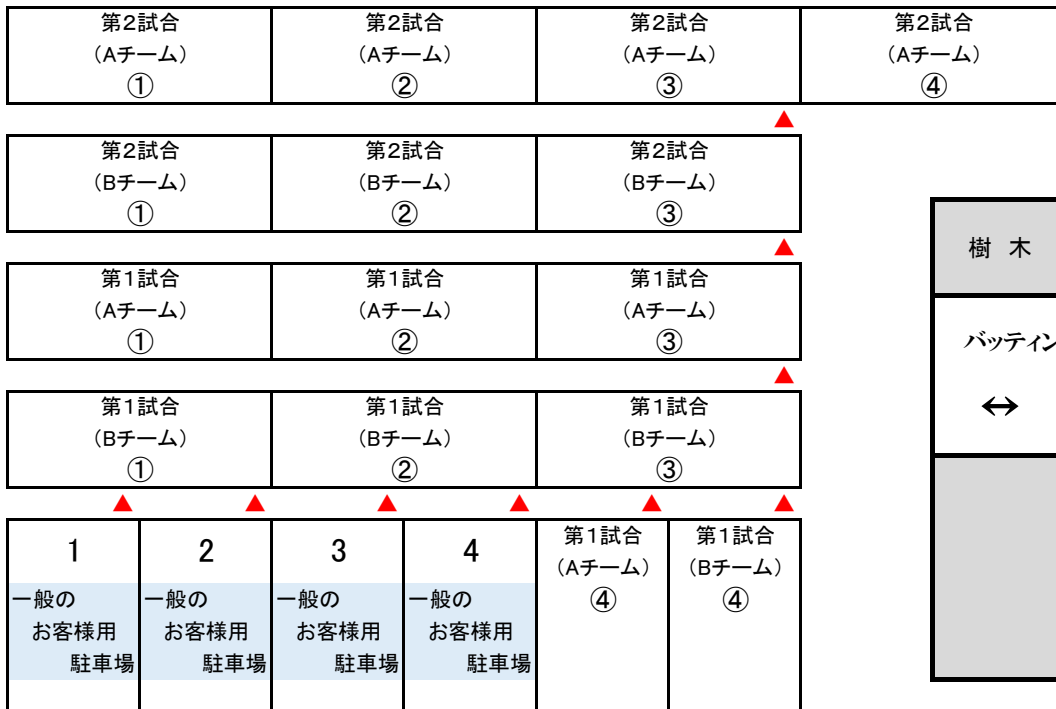 第2試合 第2試合 第2試合 第2試合
（Aチーム） （Aチーム） （Aチーム） （Aチーム）
① ② ③ ④
▲
第2試合 第2試合 第2試合
（Bチーム） （Bチーム） （Bチーム）
① ② ③
▲
樹 木
第1試合 第1試合 第1試合
（Aチーム） （Aチーム） （Aチーム）
① ② ③
バッティン
▲
↔
第1試合 第1試合 第1試合
（Bチーム） （Bチーム） （Bチーム）
① ② ③
▲ ▲ ▲ ▲ ▲ ▲
1 2 3 4 第1試合 第1試合
（Aチーム） （Bチーム）
④ ④
一般の 一般の 一般の 一般の
お客様用 お客様用 お客様用 お客様用
駐車場 駐車場 駐車場 駐車場